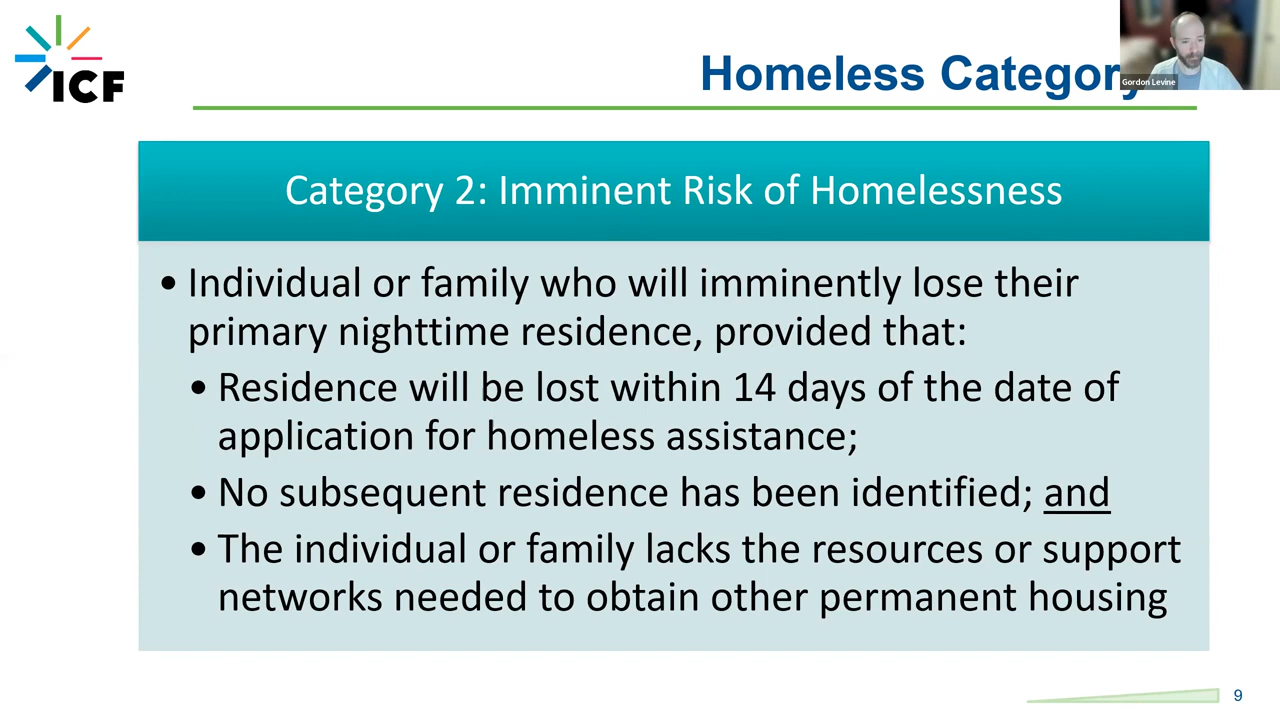 ICF
Homeless Category
Gordon Levine
Category 2: Imminent Risk of Homelessness
• Individual or family who will imminently lose their
primary nighttime residence, provided that:
• Residence will be lost within 14 days of the date of
application for homeless assistance;
• No subsequent residence has been identified; and
• The individual or family lacks the resources or support
networks needed to obtain other permanent housing
9